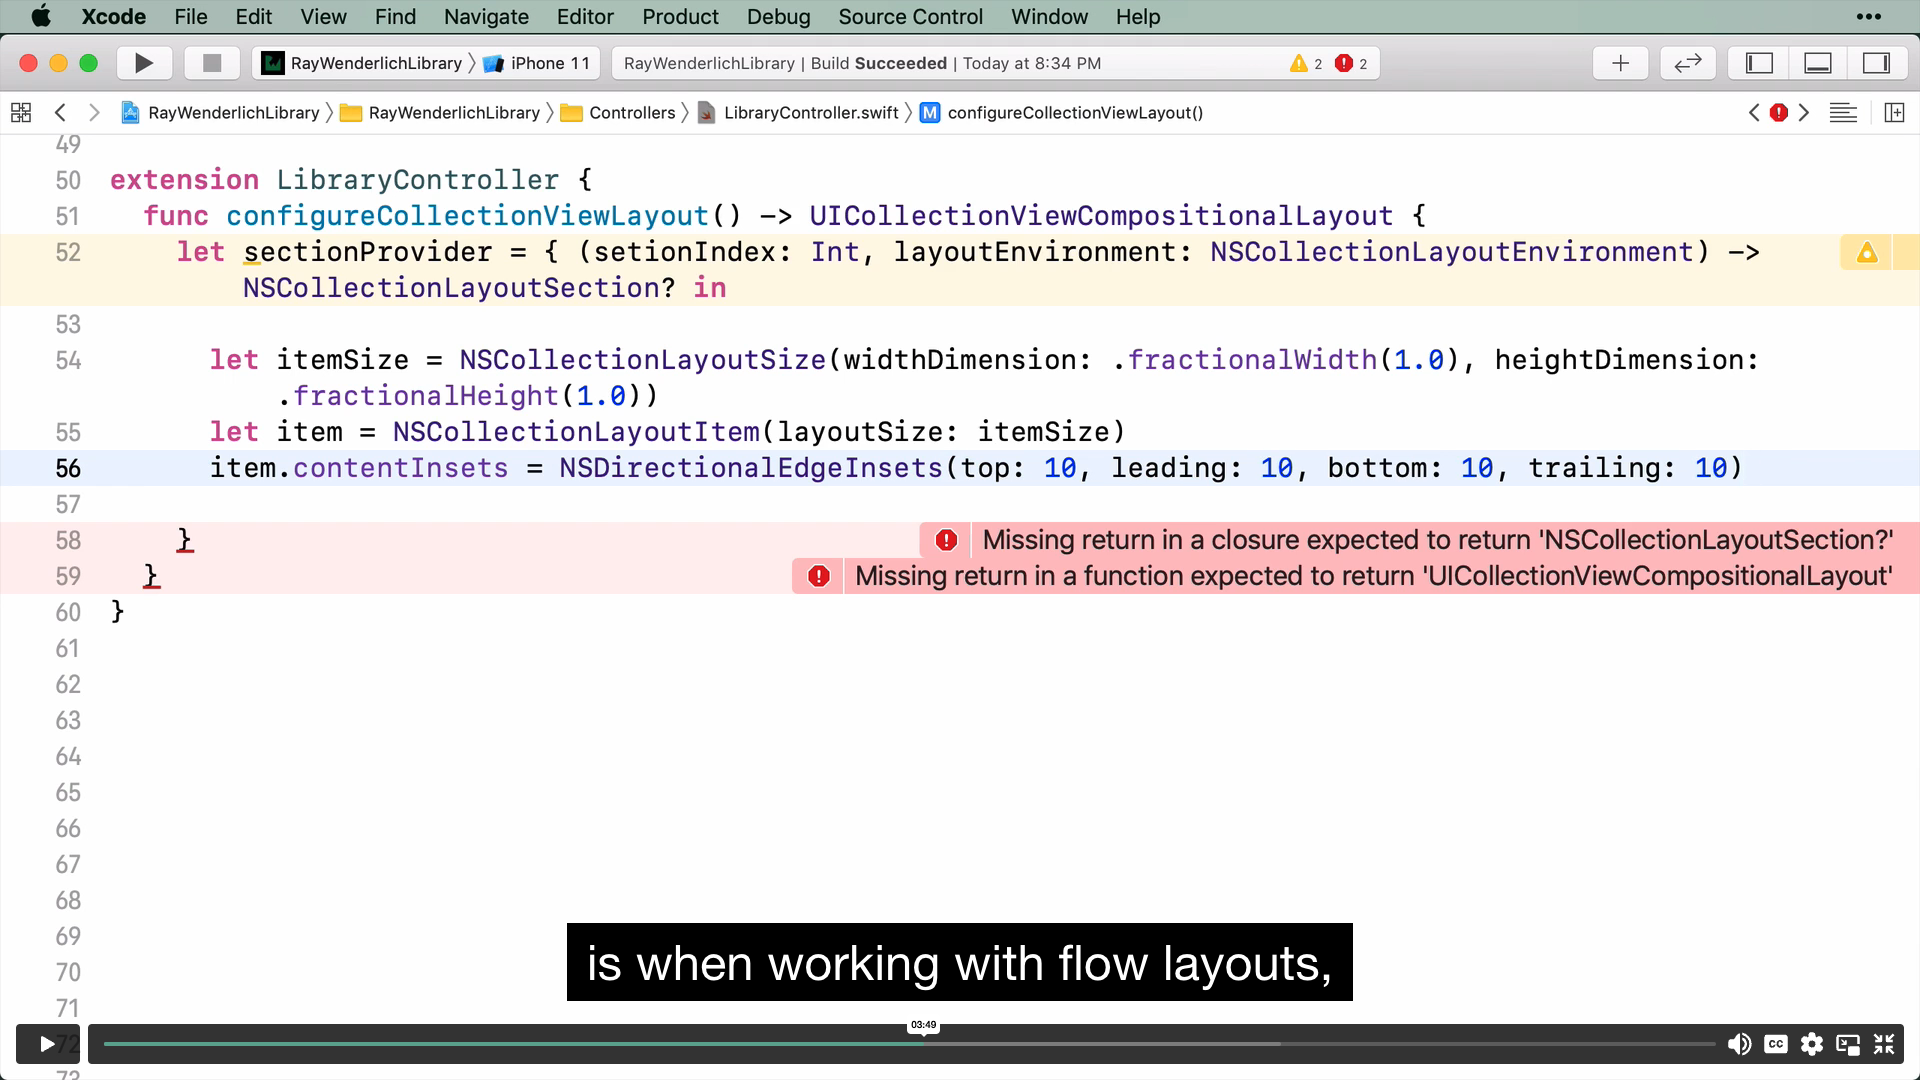 Xcode File Edit View Find Navigate Editor Product Debug Source Control Window Help
RayWenderlichLibrary iPhone 11 RayWenderlichLibrary | Build Succeeded | Today at 8:34 PM 2 2
RayWenderlichLibrary RayWenderlichLibrary Controllers LibraryController.swift M configureCollectionViewLayout()
49
50 extension LibraryController {
51 func configureCollectionViewLayout() -> UICollectionViewCompositionalLayout {
52 let sectionProvider = { (setionIndex: Int, layoutEnvironment: NSCollectionLayoutEnvironment) ->
NSCollectionLayoutSection? in
53
54 let itemSize = NSCollectionLayoutSize(widthDimension: .fractionalWidth(1.0), heightDimension:
.fractionalHeight(1.0))
55 let item = NSCollectionLayoutItem(layoutSize: itemSize)
56 item.contentInsets = NSDirectionalEdgeInsets(top: 10, leading: 10, bottom: 10, trailing: 10)
57
58 } Missing return in a closure expected to return 'NSCollectionLayoutSection?'
59 } Missing return in a function expected to return 'UICollectionViewCompositionalLayout'
60 }
61
62
63
64
65
66
67
68
69
is when working with flow layouts,
70
71
03:49
72
CC
73